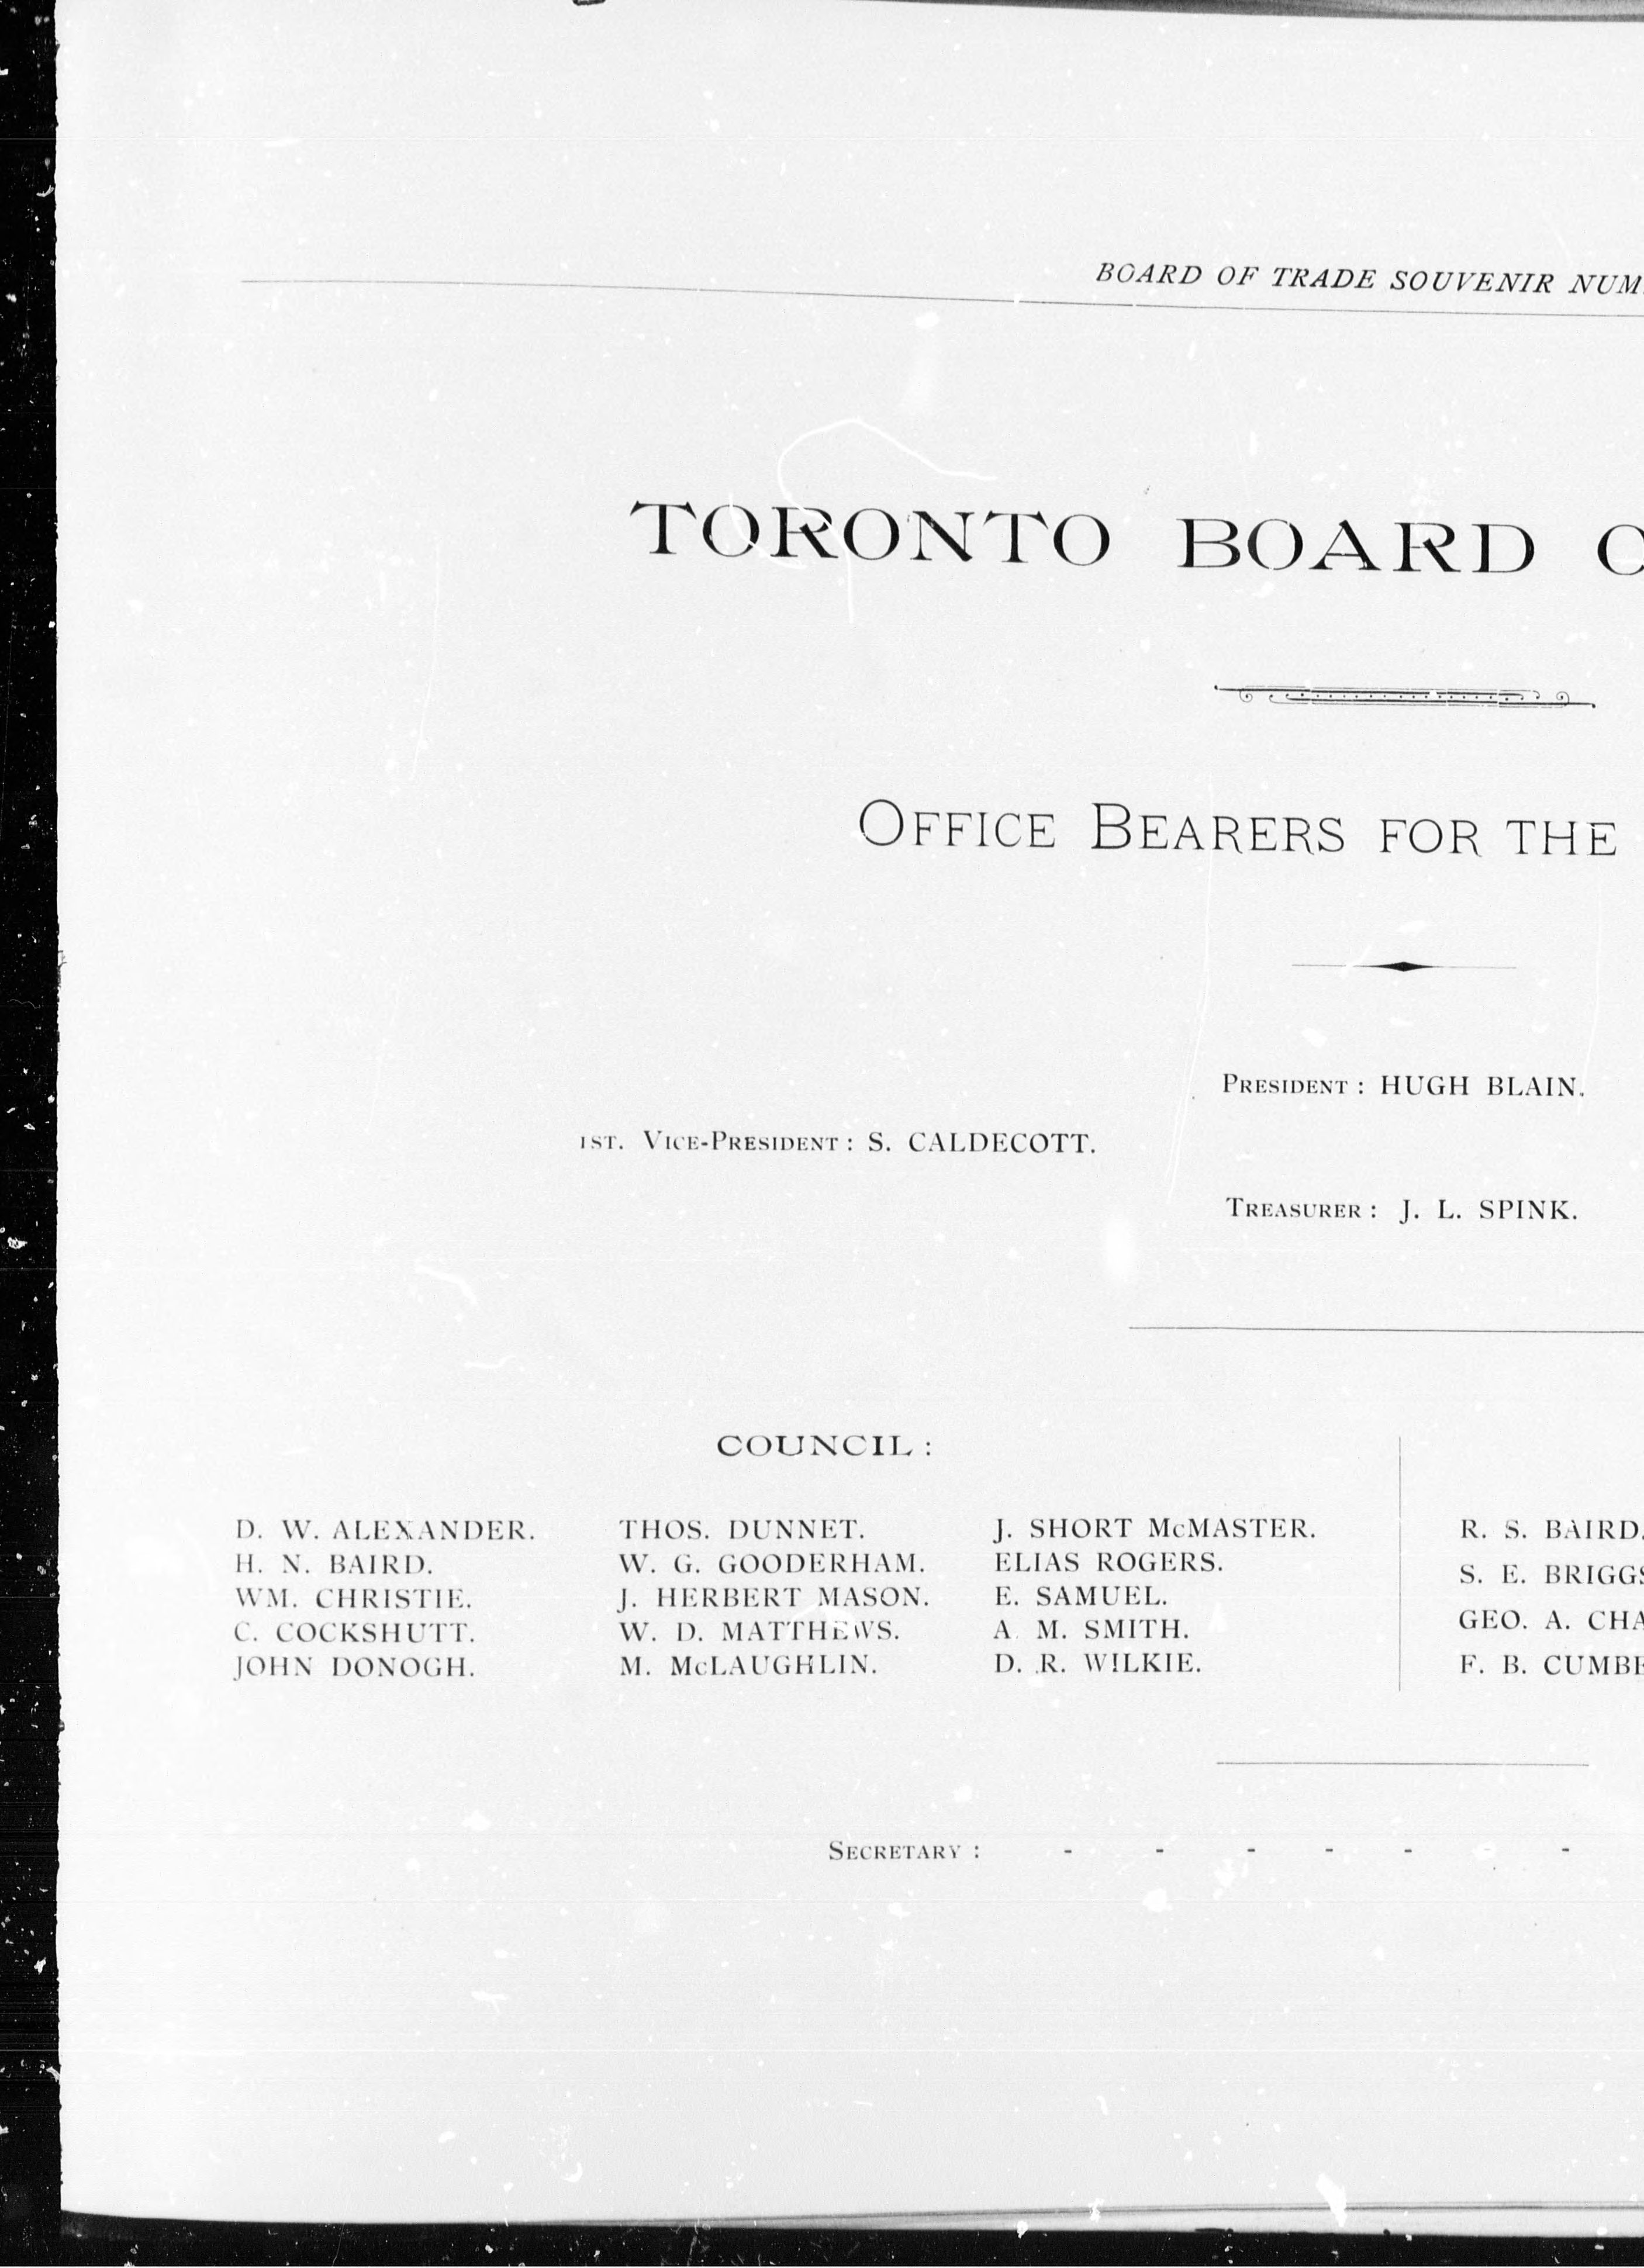 BOARD OF TRADE SOUVENIR NUM
TORONTO BOARD O
OFFICE BEARERS FOR THE
PRESIDENT : HUGH BLAIN.
1ST. VICE-PRESIDENT : S. CALDECOTT.
TREASURER : J. L. SPINK.
COUNCIL :
D. W. ALEXANDER.
H. N. BAIRD.
WM. CHRISTIE.
C. COCKSHUTT.
JOHN DONOGH.
THOS. DUNNET.
W. G. GOODERHAM.
J. HERBERT MASON.
W. D. MATTHEWS.
M. McLAUGHLIN.
J. SHORT McMASTER.
ELIAS ROGERS.
E. SAMUEL.
A. M. SMITH.
D. R. WILKIE.
R. S. BAIRD.
S. E. BRIGGS
GEO. A. CHA
F. B. CUMBE
SECRETARY : - - - - - - -